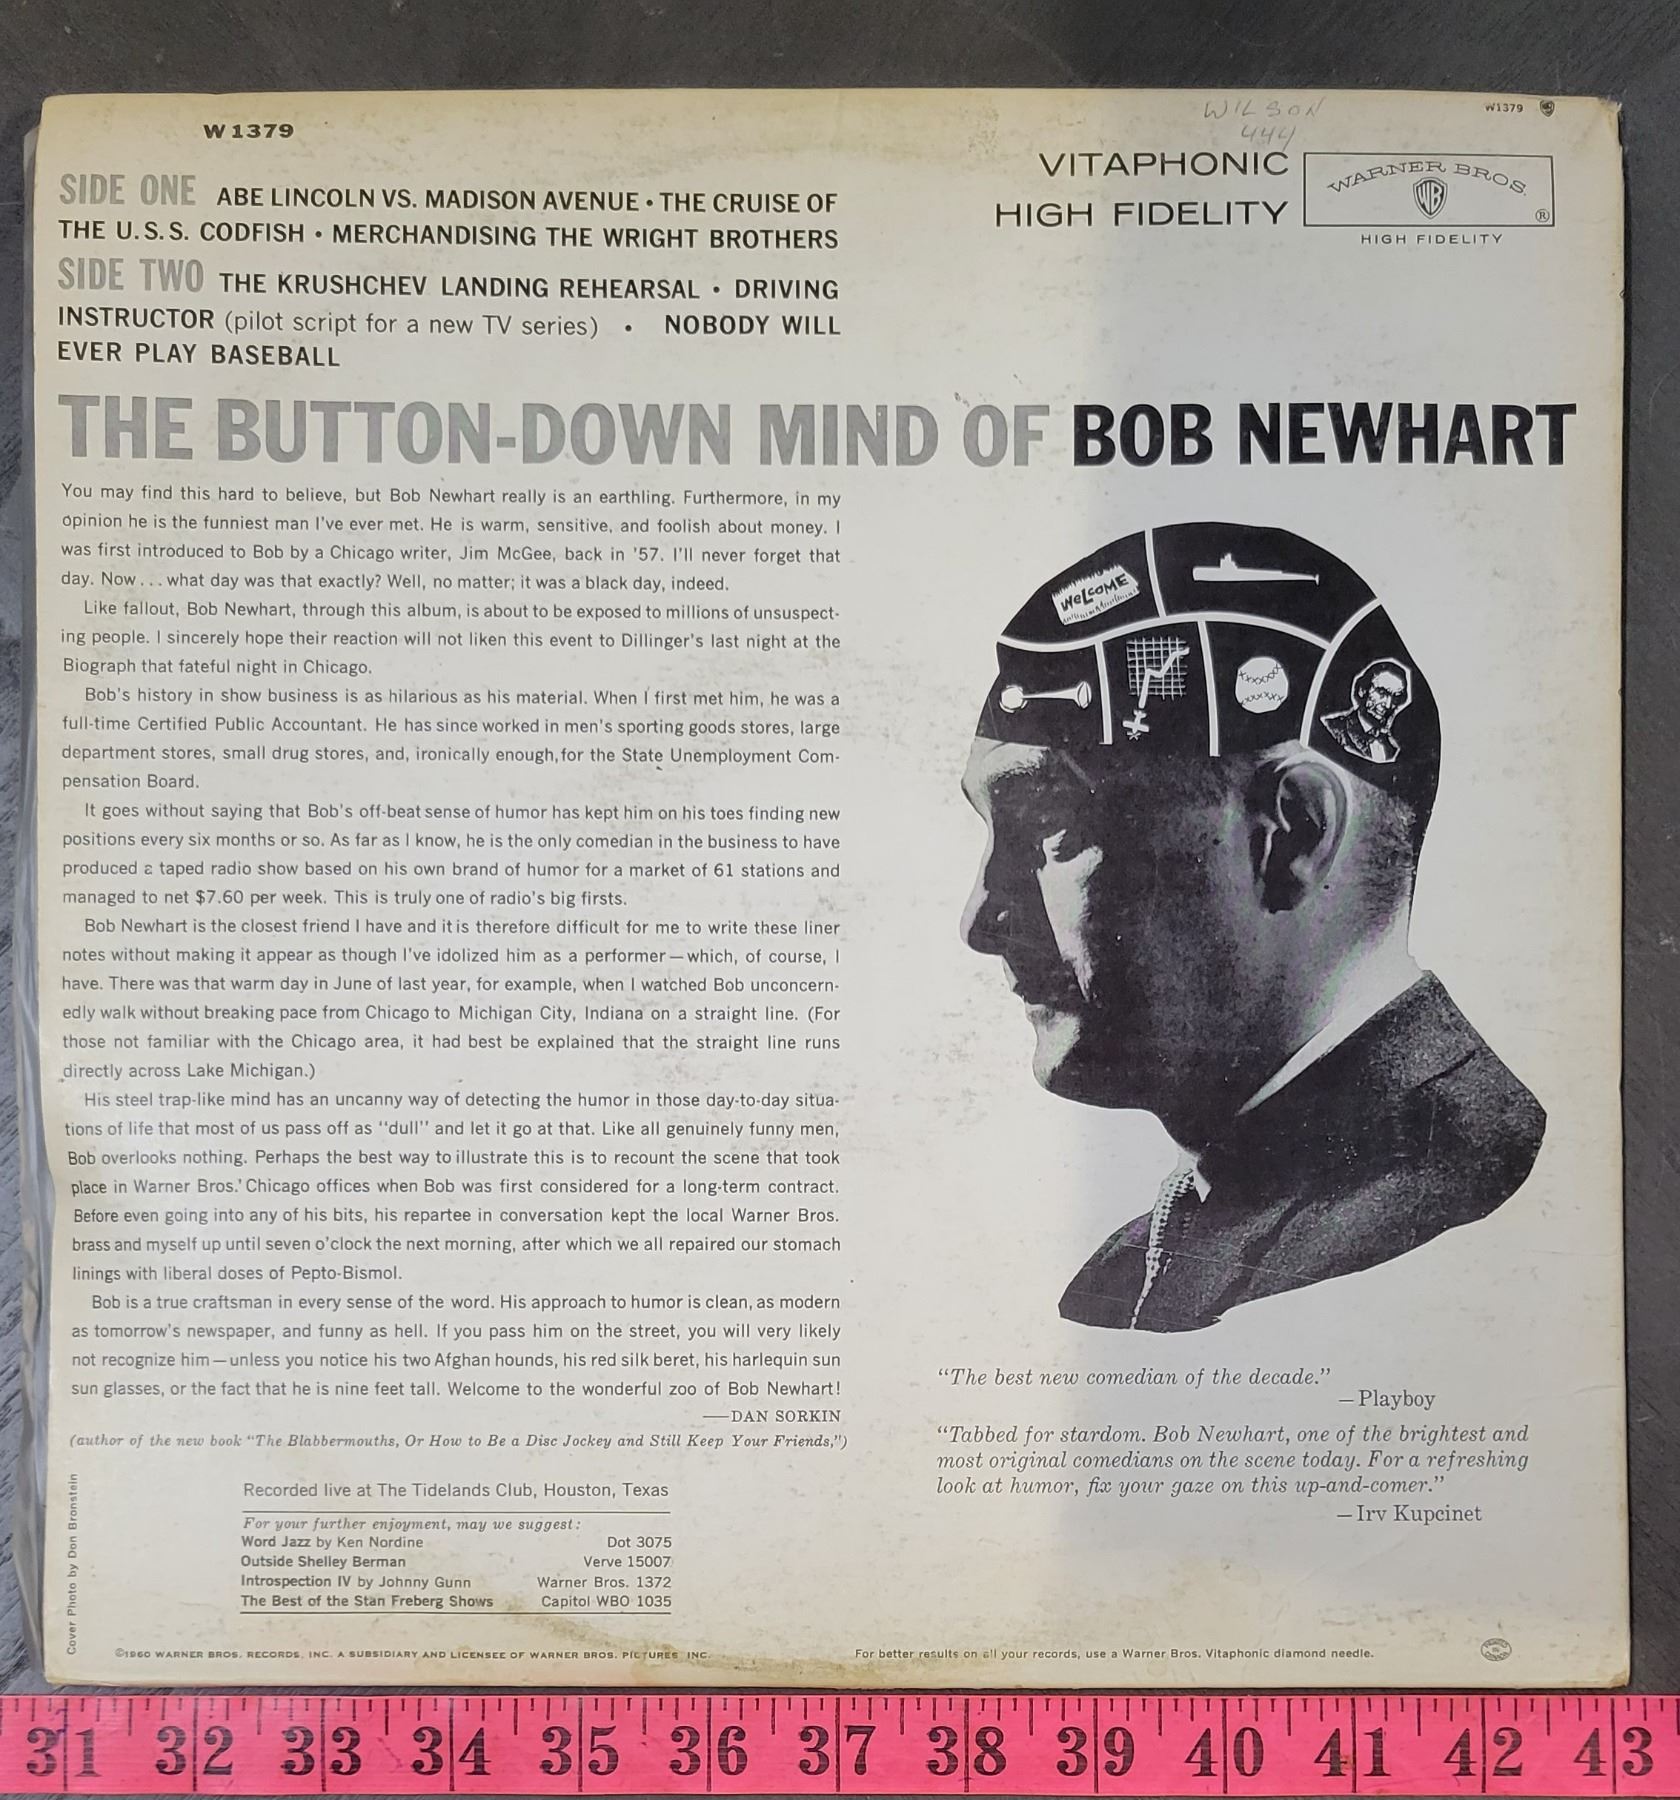 W 1379
WILSON
444
W1379
SIDE ONE ABE LINCOLN VS. MADISON AVENUE • THE CRUISE OF
THE U.S.S. CODFISH • MERCHANDISING THE WRIGHT BROTHERS
SIDE TWO THE KRUSHCHEV LANDING REHEARSAL • DRIVING
INSTRUCTOR (pilot script for a new TV series) • NOBODY WILL
EVER PLAY BASEBALL
VITAPHONIC
HIGH FIDELITY
WARNER BROS.
WB
®
HIGH FIDELITY
THE BUTTON-DOWN MIND OF BOB NEWHART
You may find this hard to believe, but Bob Newhart really is an earthling. Furthermore, in my
opinion he is the funniest man I've ever met. He is warm, sensitive, and foolish about money. I
was first introduced to Bob by a Chicago writer, Jim McGee, back in '57. I'll never forget that
day. Now . . . what day was that exactly? Well, no matter; it was a black day, indeed.
Like fallout, Bob Newhart, through this album, is about to be exposed to millions of unsuspect-
ing people. I sincerely hope their reaction will not liken this event to Dillinger's last night at the
Biograph that fateful night in Chicago.
Bob's history in show business is as hilarious as his material. When I first met him, he was a
full-time Certified Public Accountant. He has since worked in men's sporting goods stores, large
department stores, small drug stores, and, ironically enough, for the State Unemployment Com-
pensation Board.
It goes without saying that Bob's off-beat sense of humor has kept him on his toes finding new
positions every six months or so. As far as I know, he is the only comedian in the business to have
produced a taped radio show based on his own brand of humor for a market of 61 stations and
managed to net $7.60 per week. This is truly one of radio's big firsts.
Bob Newhart is the closest friend I have and it is therefore difficult for me to write these liner
notes without making it appear as though I've idolized him as a performer—which, of course, I
have. There was that warm day in June of last year, for example, when I watched Bob unconcern-
edly walk without breaking pace from Chicago to Michigan City, Indiana on a straight line. (For
those not familiar with the Chicago area, it had best be explained that the straight line runs
directly across Lake Michigan.)
His steel trap-like mind has an uncanny way of detecting the humor in those day-to-day situa-
tions of life that most of us pass off as "dull" and let it go at that. Like all genuinely funny men,
Bob overlooks nothing. Perhaps the best way to illustrate this is to recount the scene that took
place in Warner Bros.' Chicago offices when Bob was first considered for a long-term contract.
Before even going into any of his bits, his repartee in conversation kept the local Warner Bros.
brass and myself up until seven o'clock the next morning, after which we all repaired our stomach
linings with liberal doses of Pepto-Bismol.
Bob is a true craftsman in every sense of the word. His approach to humor is clean, as modern
as tomorrow's newspaper, and funny as hell. If you pass him on the street, you will very likely
not recognize him—unless you notice his two Afghan hounds, his red silk beret, his harlequin sun
sun glasses, or the fact that he is nine feet tall. Welcome to the wonderful zoo of Bob Newhart!
—DAN SORKIN
(author of the new book "The Blabbermouths, Or How to Be a Disc Jockey and Still Keep Your Friends,")
WeLcoME
"The best new comedian of the decade."
—Playboy
"Tabbed for stardom. Bob Newhart, one of the brightest and
most original comedians on the scene today. For a refreshing
look at humor, fix your gaze on this up-and-comer."
—Irv Kupcinet
Cover Photo by Don Bronstein
Recorded live at The Tidelands Club, Houston, Texas
For your further enjoyment, may we suggest:
Word Jazz by Ken Nordine Dot 3075
Outside Shelley Berman Verve 15007
Introspection IV by Johnny Gunn Warner Bros. 1372
The Best of the Stan Freberg Shows Capitol WBO 1035
©1960 WARNER BROS. RECORDS, INC. A SUBSIDIARY AND LICENSEE OF WARNER BROS. PICTURES INC.
For better results on all your records, use a Warner Bros. Vitaphonic diamond needle.
31 32 33 34 35 36 37 38 39 40 41 42 43